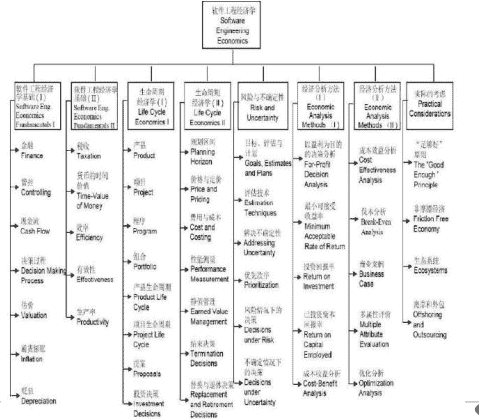 软件工程经济学
Software
Engineering
Economics
软件工程经济
学基础(I)
Software Eng.
Economics
Fundamentals I
金融
Finance
管控
Controlling
现金流
Cash Flow
决策过程
Decision Making
Process
估价
Valuation
通货膨胀
Inflation
软件工程经济学
基础(II)
Software Eng.
Economics
Fundamentals II
税收
Taxation
货币的时间
价值
Time-Value
of Money
效率
Efficiency
有效性
Effectiveness
生产率
Productivity
生命周期
经济学(I)
Life Cycle
Economics I
产品
Product
项目
Project
程序
Program
组合
Portfolio
产品生命周期
Product Life
Cycle
项目生命周期
Project Life
Cycle
提案
Proposals
投资决策
Investment
Decisions
生命周期
经济学(II)
Life Cycle
Economics II
规划区间
Planning
Horizon
价格与定价
Price and
Pricing
费用与成本
Cost and
Costing
性能测量
Performance
Measurement
挣值管理
Earned Value
Management
结束决策
Termination
Decisions
替换与退休决策
Replacement
and Retirement
Decisions
风险与不确定性
Risk and
Uncertainty
目标、评估与
计划
Goals, Estimates
and Plans
评估技术
Estimation
Techniques
解决不确定性
Addressing
Uncertainty
优先次序
Prioritization
风险情况下的
决策
Decisions
under Risk
不确定情况下
的决策
Decisions
under
Uncertainty
经济分析方法
(I)
Economic
Analysis
Methods (I)
以盈利为目的
的决策分析
For-Profit
Decision
Analysis
最小可接受
收益率
Minimum
Acceptable
Rate of Return
投资回报率
Return on
Investment
已投资资本
回报率
Return on
Capital
Employed
成本收益分析
Cost-Benefit
Analysis
经济分析方法
(II)
Economic
Analysis
Methods (II)
成本效益分析
Cost
Effectiveness
Analysis
Break-Even
Analysis
商业案例
Business
Case
多属性评价
Multiple
Attribute
Evaluation
优化分析
Optimization
Analysis
实际的考虑
Practical
Considerations
"足够好"
原则
The "Good
Enough"
Principle
Friction Free
Economy
生态系统
Ecosystems
离岸和外包
Offshoring
and
Outsourcing